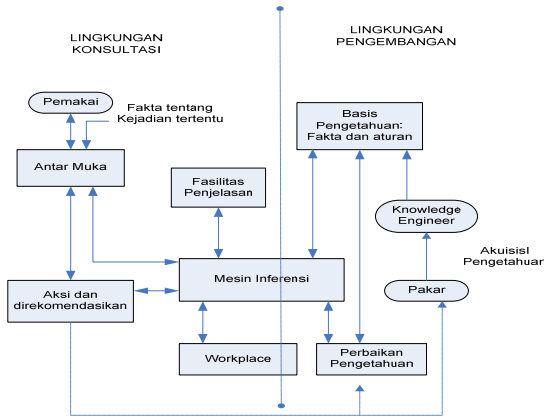 LINGKUNGAN
KONSULTASI
LINGKUNGAN
PENGEMBANGAN
Pemakai
Fakta tentang
Kejadian tertentu
Antar Muka
Fasilitas
Penjelasan
Basis
Pengetahuan:
Fakta dan aturan
Knowledge
Engineer
AkuisisI
Pengetahuan
Pakar
Mesin Inferensi
Aksi dan
direkomendasikan
Workplace
Perbaikan
Pengetahuan